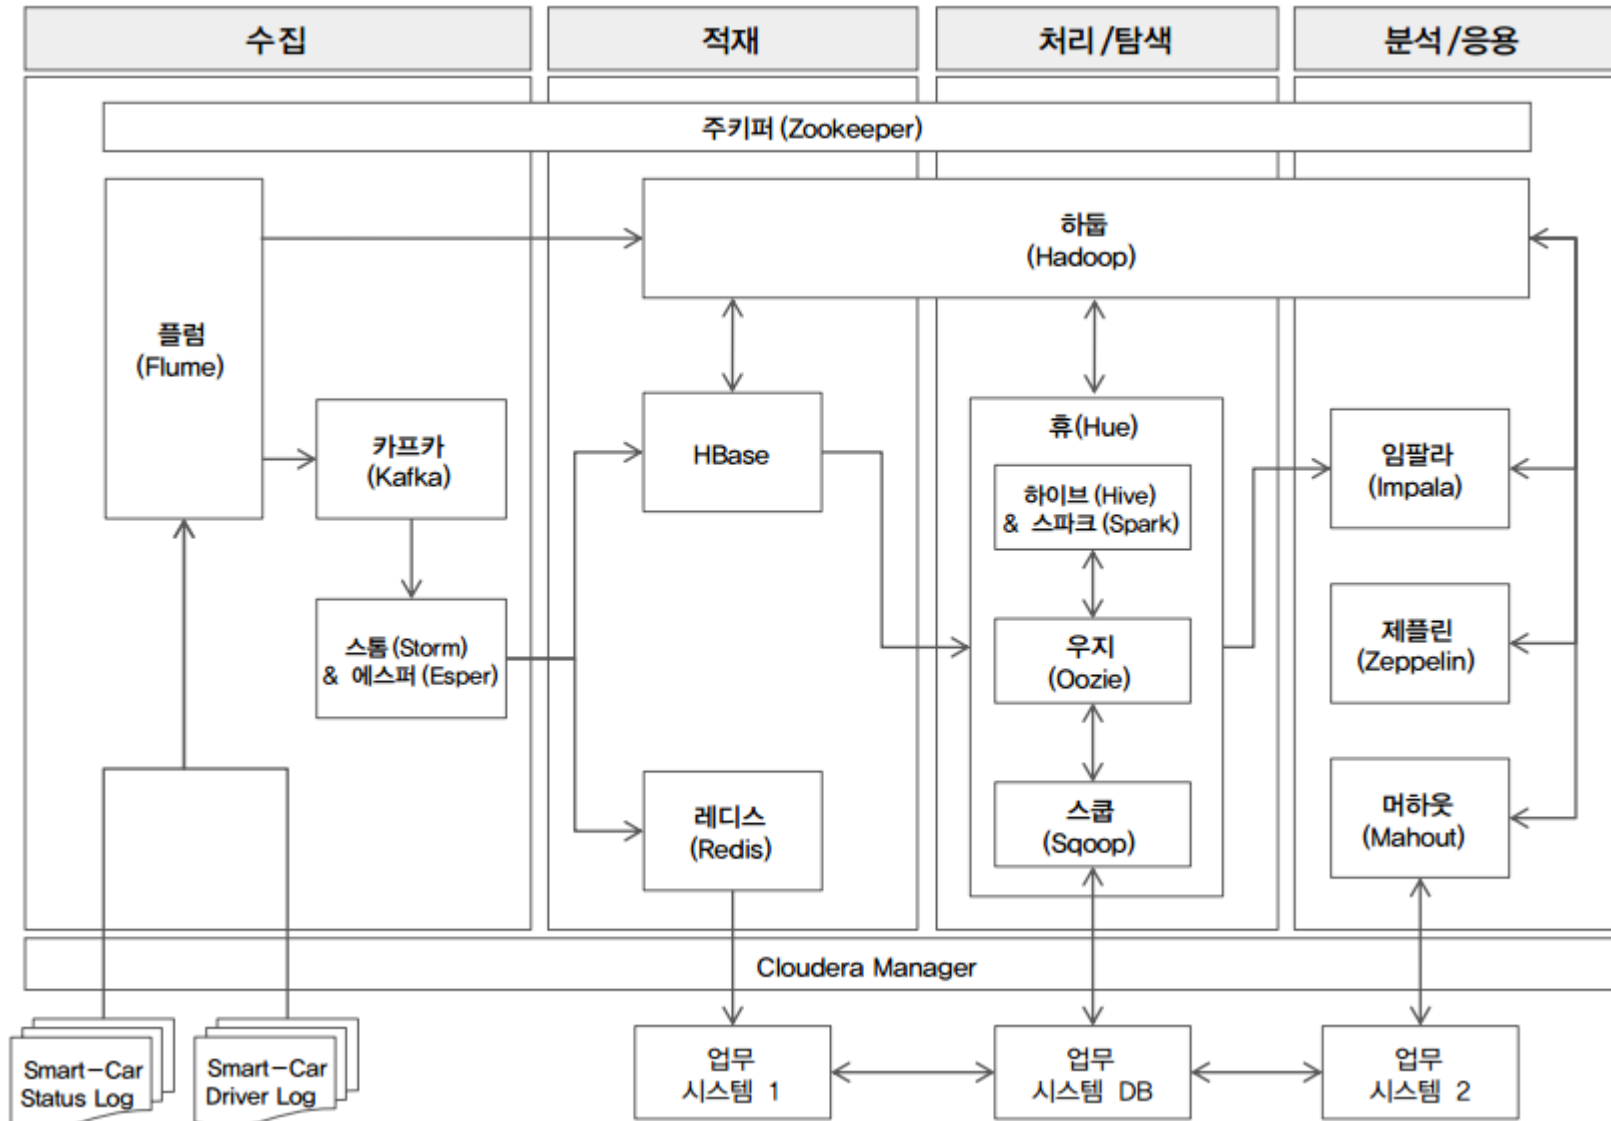 수집
적재
처리/탐색
분석/응용
주키퍼(Zookeeper)
하둡
(Hadoop)
플럼
(Flume)
카프카
(Kafka)
스톰(Storm)
& 에스퍼(Esper)
HBase
레디스
(Redis)
휴(Hue)
하이브(Hive)
& 스파크(Spark)
우지
(Oozie)
스쿱
(Sqoop)
임팔라
(Impala)
제플린
(Zeppelin)
머하웃
(Mahout)
Cloudera Manager
Smart-Car
Status Log
Smart-Car
Driver Log
업무
시스템 1
업무
시스템 DB
업무
시스템 2